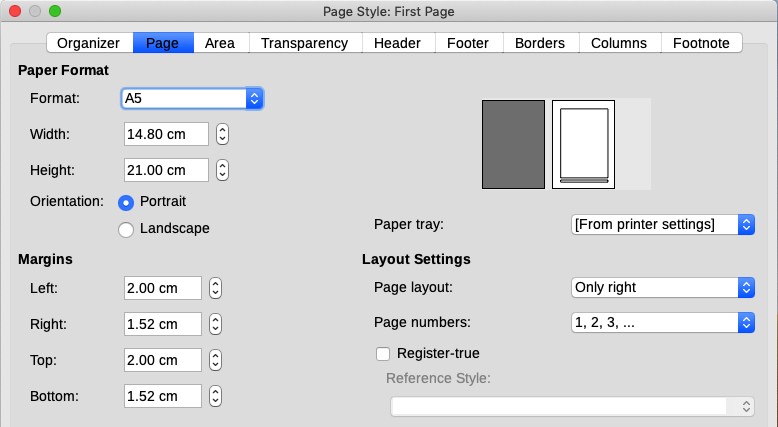 Page Style: First Page
Organizer Page Area Transparency Header Footer Borders Columns Footnote
Paper Format
Format: A5
Width: 14.80 cm
Height: 21.00 cm
Orientation: Portrait
Landscape
Paper tray: [From printer settings]
Margins
Left: 2.00 cm
Right: 1.52 cm
Top: 2.00 cm
Bottom: 1.52 cm
Layout Settings
Page layout: Only right
Page numbers: 1, 2, 3, ...
Register-true
Reference Style: